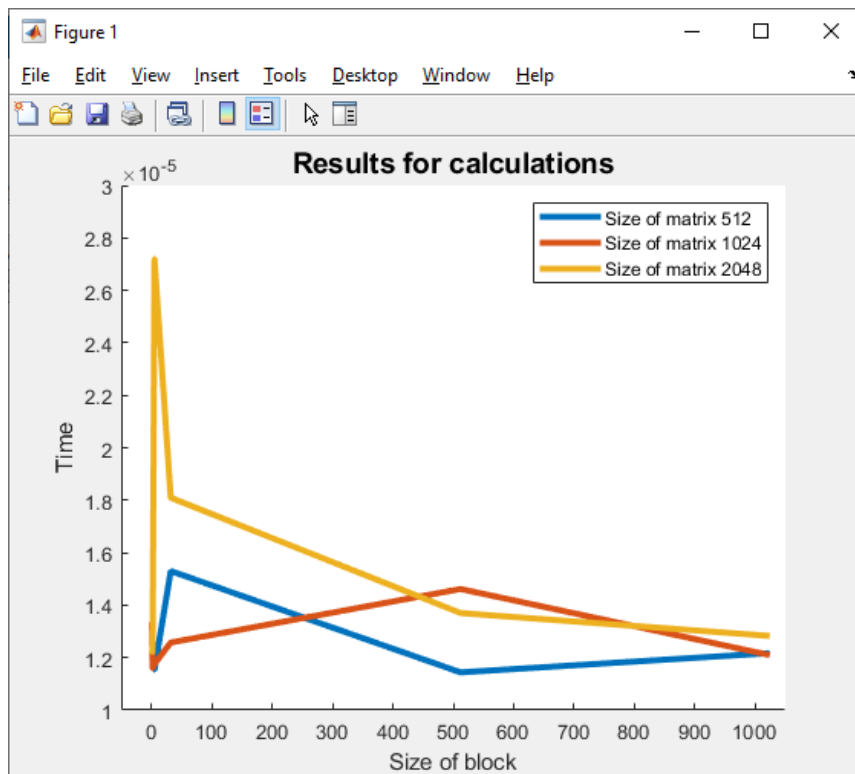 Figure 1
File Edit View Insert Tools Desktop Window Help
×10-5
Results for calculations
3
2.8
2.6
2.4
2.2
2
1.8
1.6
1.4
1.2
1
Time
Size of matrix 512
Size of matrix 1024
Size of matrix 2048
0 100 200 300 400 500 600 700 800 900 1000
Size of block